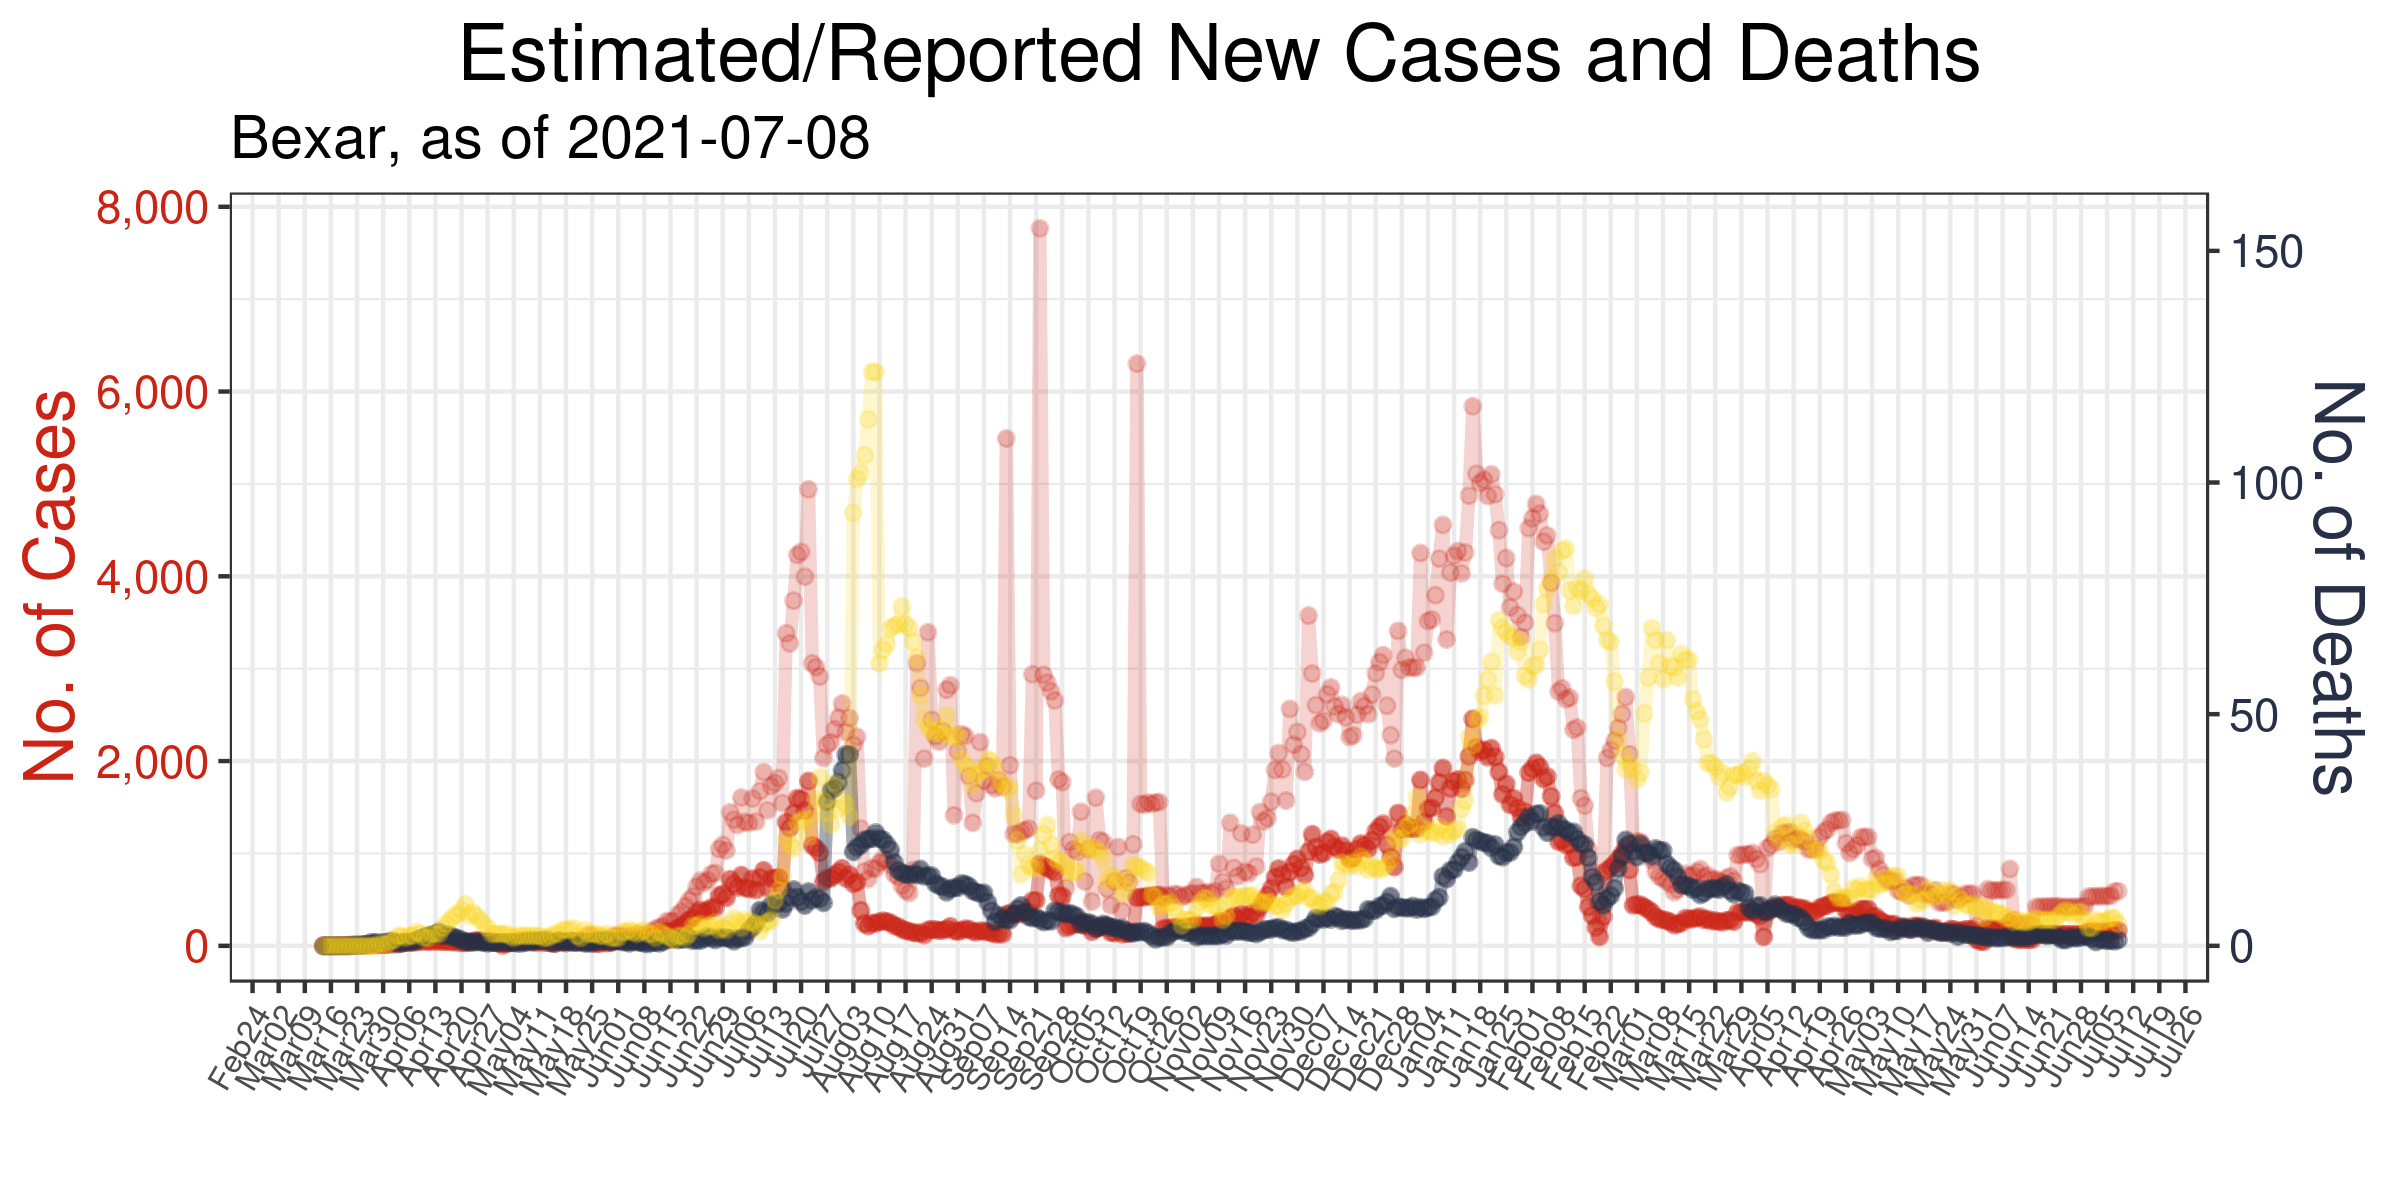 Estimated/Reported New Cases and Deaths
Bexar, as of 2021-07-08
8,000
6,000
4,000
2,000
0
No. of Cases
150
100
50
0
No. of Deaths
Feb24
Mar02
Mar09
Mar16
Mar23
Mar30
Apr06
Apr13
Apr20
Apr27
May04
May11
May18
May25
Jun01
Jun08
Jun15
Jun22
Jun29
Jul06
Jul13
Jul20
Jul27
Aug03
Aug10
Aug17
Aug24
Aug31
Sep07
Sep14
Sep21
Sep28
Oct05
Oct12
Oct19
Oct26
Nov02
Nov09
Nov16
Nov23
Nov30
Dec07
Dec14
Dec21
Dec28
Jan04
Jan11
Jan18
Jan25
Feb01
Feb08
Feb15
Feb22
Mar01
Mar08
Mar15
Mar22
Mar29
Apr05
Apr12
Apr19
Apr26
May03
May10
May17
May24
May31
Jun07
Jun14
Jun21
Jun28
Jul05
Jul12
Jul19
Jul26